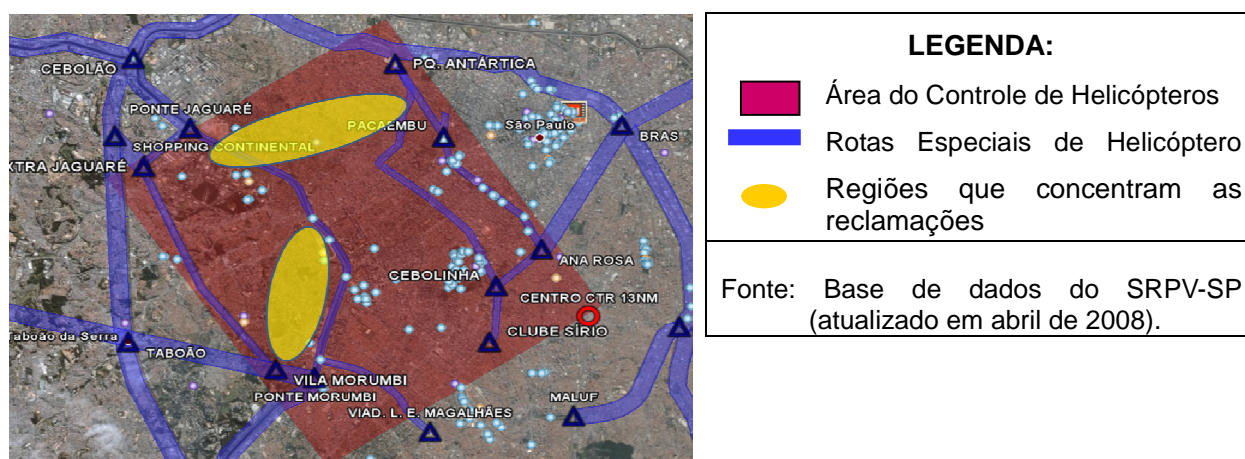 CEBOLÃO
PQ. ANTÁRTICA
PONTE JAGUARÉ
PACAEMBU
São Paulo
BRAS
SHOPPING CONTINENTAL
XTRA JAGUARÉ
ANA ROSA
CEBOLINHA
CENTRO CTR 13NM
CLUBE SÍRIO
Taboão da Serra
TABOÃO
VILA MORUMBI
PONTE MORUMBI
MALUF
VIAD. L. E. MAGALHÃES
LEGENDA:
Área do Controle de Helicópteros
Rotas Especiais de Helicóptero
Regiões que concentram as
reclamações
Fonte: Base de dados do SRPV-SP
(atualizado em abril de 2008).